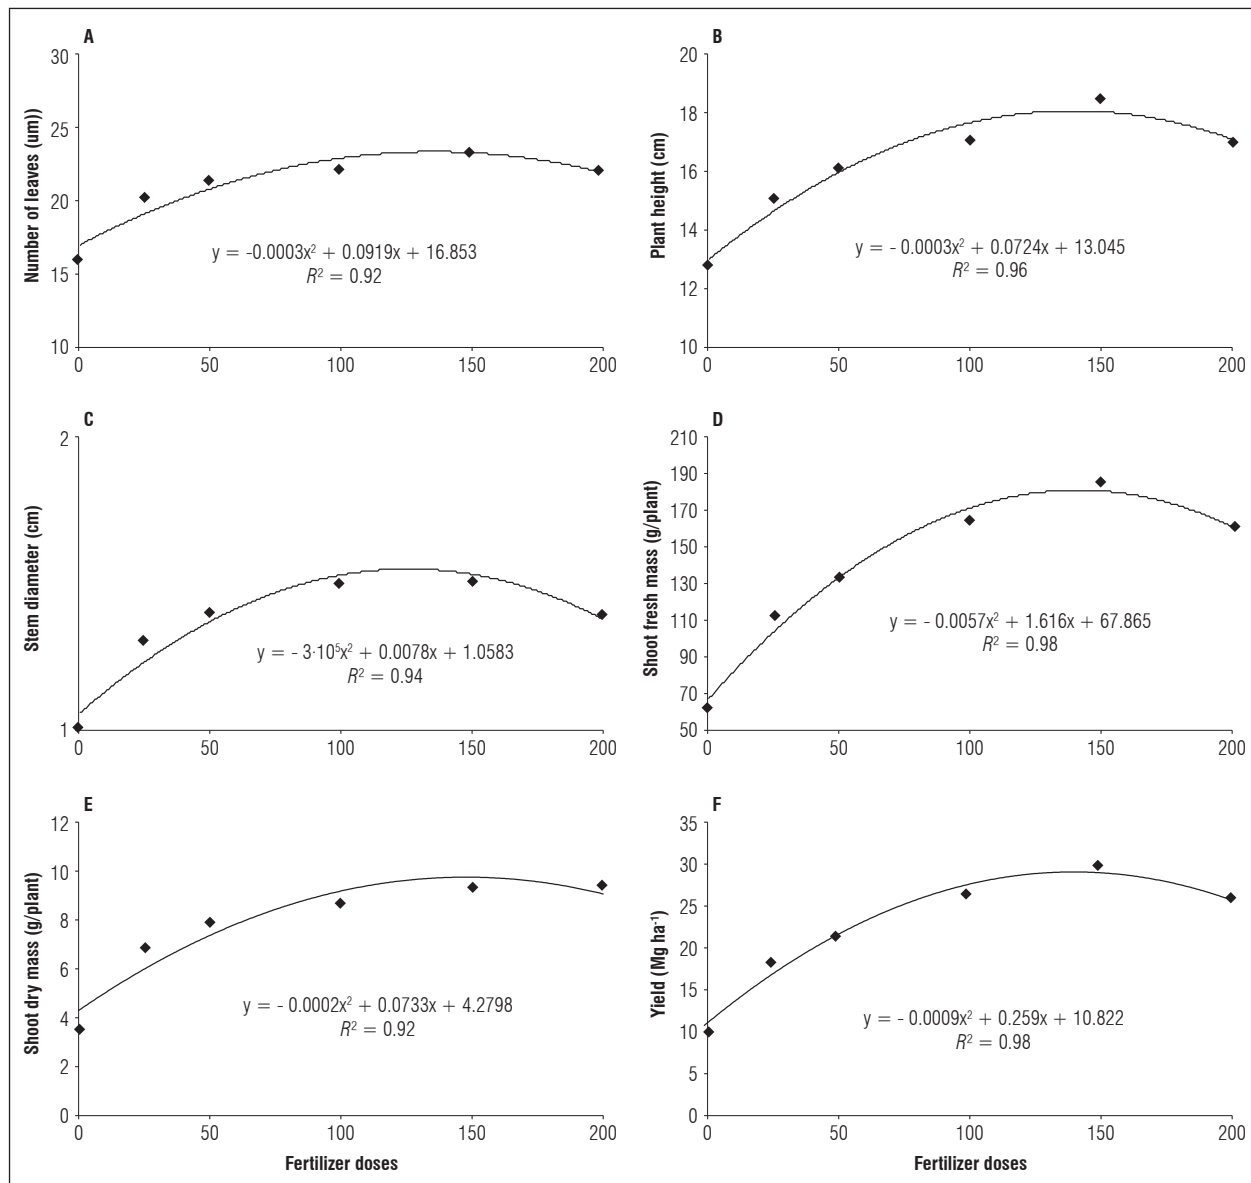 A
30
25
20
15
10
Number of leaves (um))
y = -0.0003x² + 0.0919x + 16.853
R² = 0.92
0 50 100 150 200
B
20
18
16
14
12
10
Plant height (cm)
y = - 0.0003x² + 0.0724x + 13.045
R² = 0.96
0 50 100 150 200
C
2
1
Stem diameter (cm)
y = - 3·10⁵x² + 0.0078x + 1.0583
R² = 0.94
0 50 100 150 200
D
210
190
170
150
130
110
90
70
50
Shoot fresh mass (g/plant)
y = - 0.0057x² + 1.616x + 67.865
R² = 0.98
0 50 100 150 200
E
12
10
8
6
4
2
0
Shoot dry mass (g/plant)
y = - 0.0002x² + 0.0733x + 4.2798
R² = 0.92
0 50 100 150 200
Fertilizer doses
F
35
30
25
20
15
10
5
0
Yield (Mg ha⁻¹)
y = - 0.0009x² + 0.259x + 10.822
R² = 0.98
0 50 100 150 200
Fertilizer doses